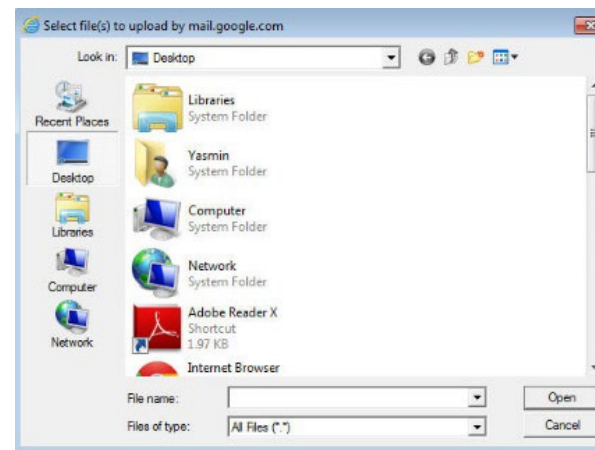 Select file(s) to upload by mail.google.com
Look in:
Desktop
Recent Places
Desktop
Libraries
Computer
Network
Libraries
System Folder
Yasmin
System Folder
Computer
System Folder
Network
System Folder
Adobe Reader X
Shortcut
1.97 KB
Internet Browser
File name:
Open
Files of type:
All Files (*.*)
Cancel